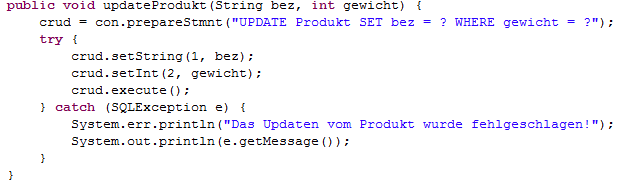 public void updateProdukt(String bez, int gewicht) {
    crud = con.prepareStmnt("UPDATE Produkt SET bez = ? WHERE gewicht = ?");
    try {
        crud.setString(1, bez);
        crud.setInt(2, gewicht);
        crud.execute();
    } catch (SQLException e) {
        System.err.println("Das Updaten vom Produkt wurde fehlgeschlagen!");
        System.out.println(e.getMessage());
    }
}